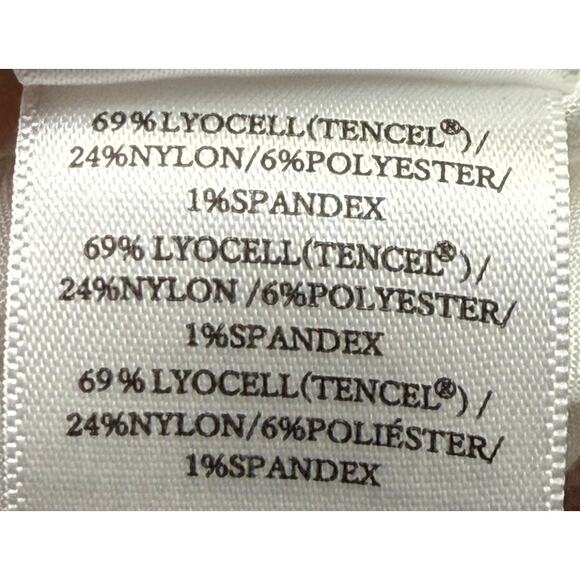 69%LYOCELL(TENCEL®)/
24%NYLON/6%POLYESTER/
1%SPANDEX
69% LYOCELL(TENCEL®)/
24%NYLON /6%POLYESTER/
1%SPANDEX
69% LYOCELL(TENCEL®) /
24%NYLON/6%POLIÉSTER/
1%SPANDEX